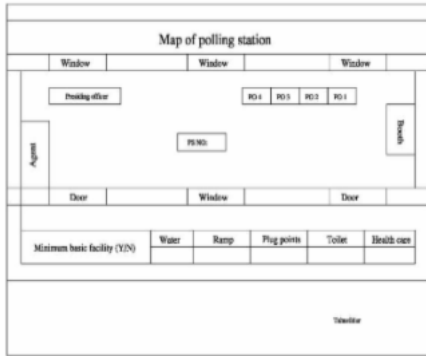 Map of polling station
Window Window Window
Presiding officer PO 4 PO 3 PO 2 PO 1
Booth
Agent
PS NO:
Door Window Door
Minimum basic facility (Y/N) Water Ramp Plug points Toilet Health care
Tahsildar